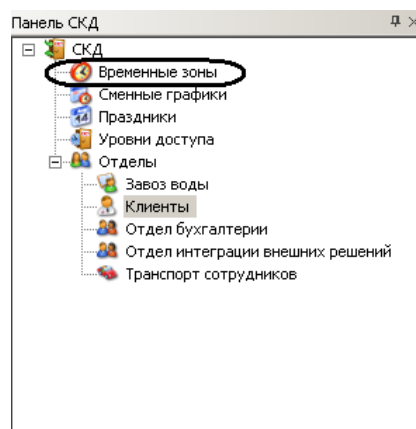 Панель СКД
СКД
Временные зоны
Сменные графики
Праздники
Уровни доступа
Отделы
Завоз воды
Клиенты
Отдел бухгалтерии
Отдел интеграции внешних решений
Транспорт сотрудников